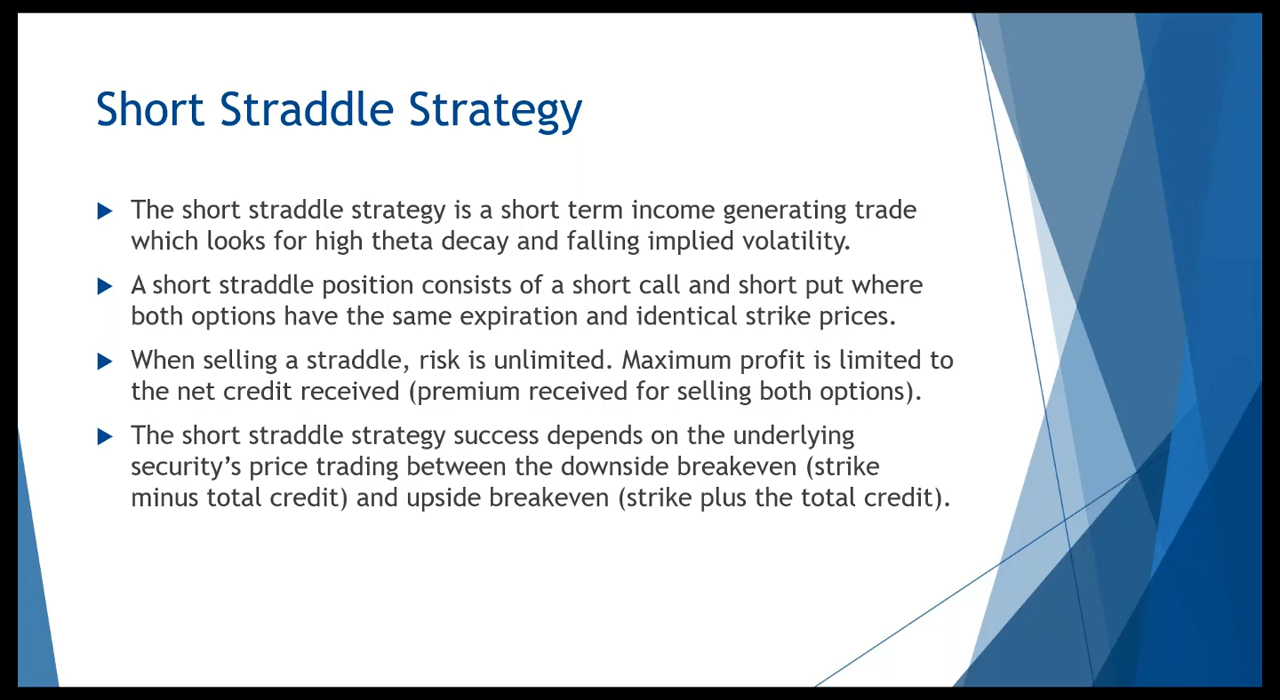 Short Straddle Strategy
The short straddle strategy is a short term income generating trade
which looks for high theta decay and falling implied volatility.
A short straddle position consists of a short call and short put where
both options have the same expiration and identical strike prices.
When selling a straddle, risk is unlimited. Maximum profit is limited to
the net credit received (premium received for selling both options).
The short straddle strategy success depends on the underlying
security’s price trading between the downside breakeven (strike
minus total credit) and upside breakeven (strike plus the total credit).